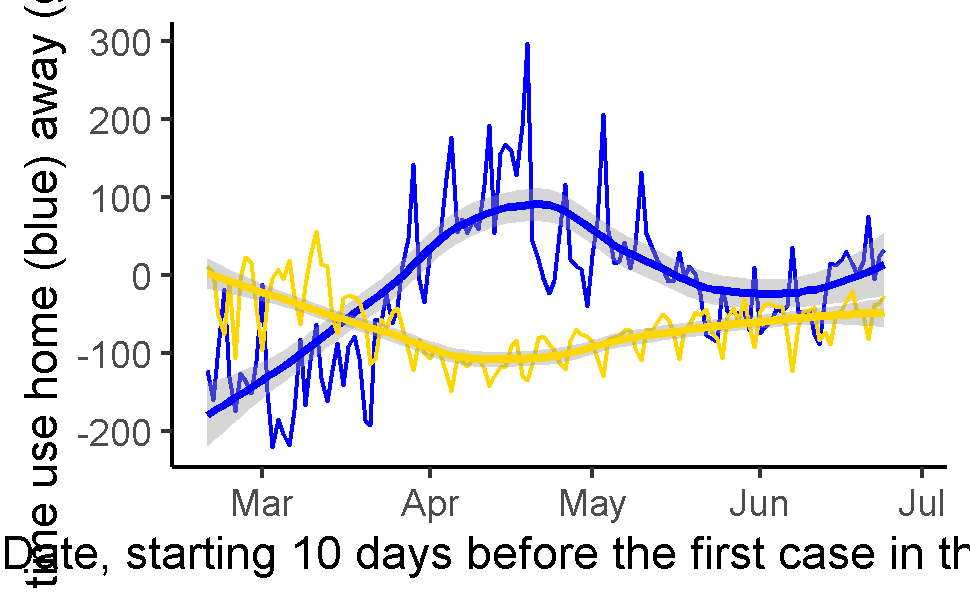 time use home (blue) away (
300
200
100
0
-100
-200
Mar Apr May Jun Jul
Date, starting 10 days before the first case in th